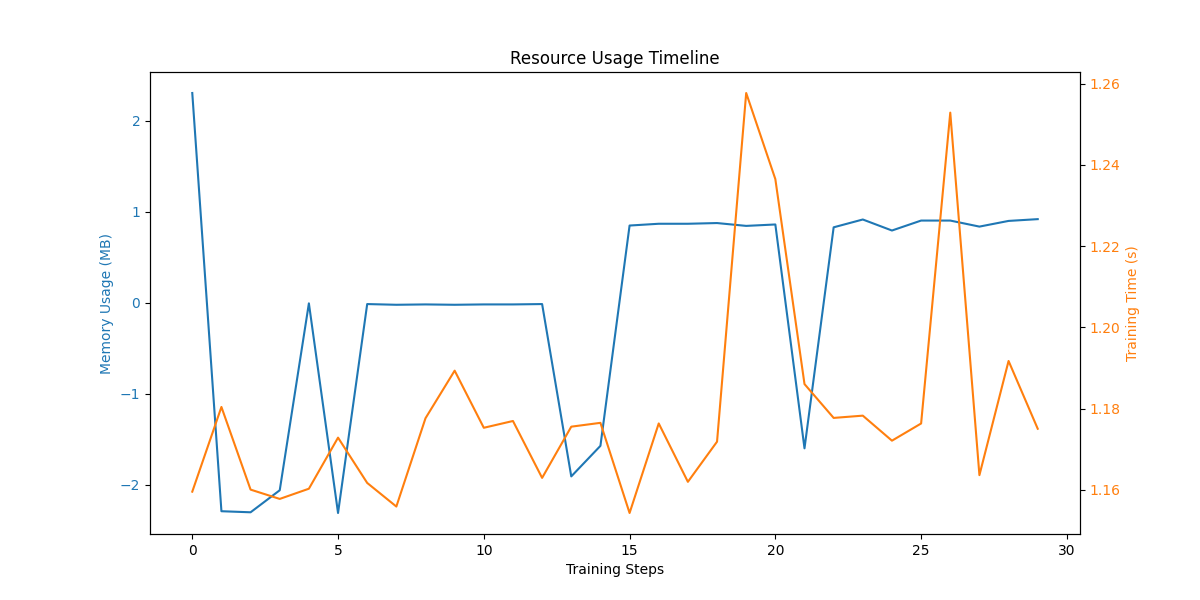 Resource Usage Timeline
Memory Usage (MB)
2
1
0
−1
−2
1.26
1.24
1.22
1.20
1.18
1.16
Training Time (s)
0 5 10 15 20 25 30
Training Steps